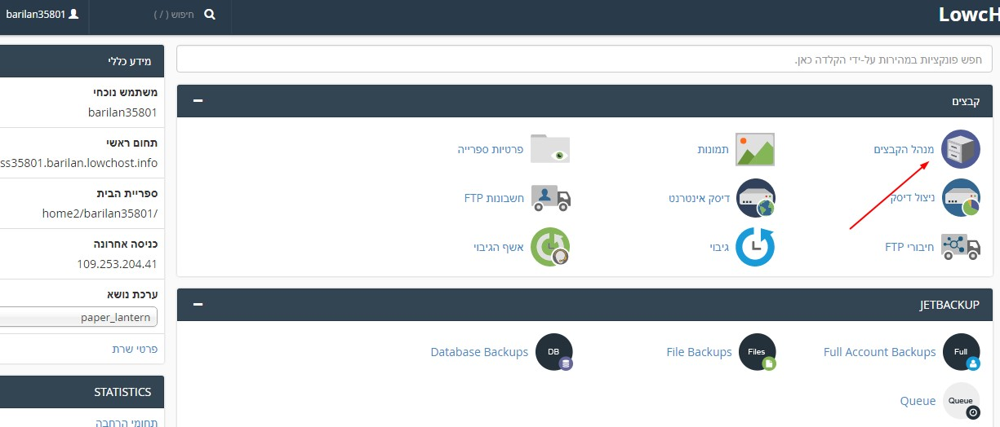 LowcH
חיפוש ( / )
barilan35801
חפש פונקציות במהירות על-ידי הקלדה כאן.
קבצים
מנהל הקבצים
תמונות
פרטיות ספרייה
ניצול דיסק
דיסק אינטרנט
חשבונות FTP
חיבורי FTP
גיבוי
אשף הגיבוי
JETBACKUP
Full
Full Account Backups
Files
File Backups
DB
Database Backups
Queue
Queue
מידע כללי
משתמש נוכחי
barilan35801
תחום ראשי
ss35801.barilan.lowchost.info
ספריית הבית
home2/barilan35801/
כניסה אחרונה
109.253.204.41
ערכת נושא
paper_lantern
פרטי שרת
STATISTICS
תחומי הרחבה